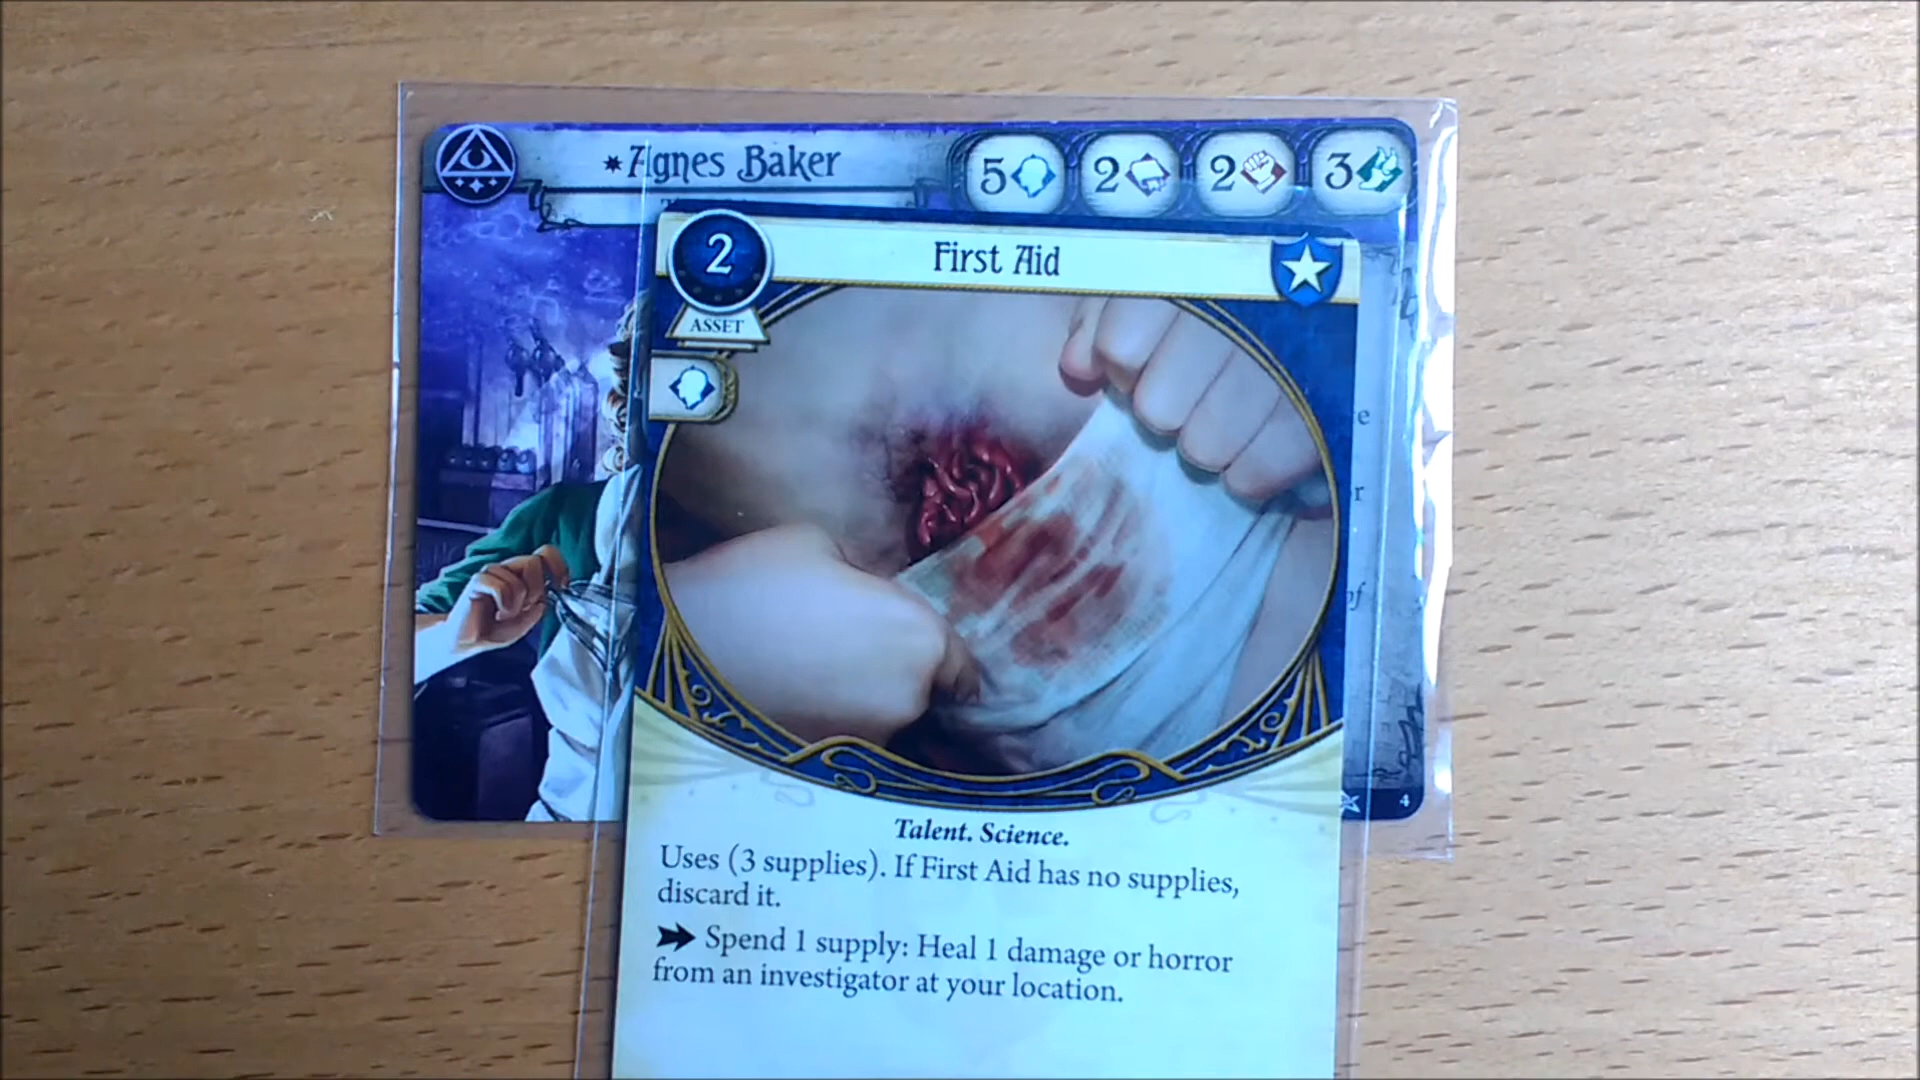 Agnes Baker
5 2 2 3
2
First Aid
ASSET
e
r
of
4
Talent. Science.
Uses (3 supplies). If First Aid has no supplies,
discard it.
Spend 1 supply: Heal 1 damage or horror
from an investigator at your location.